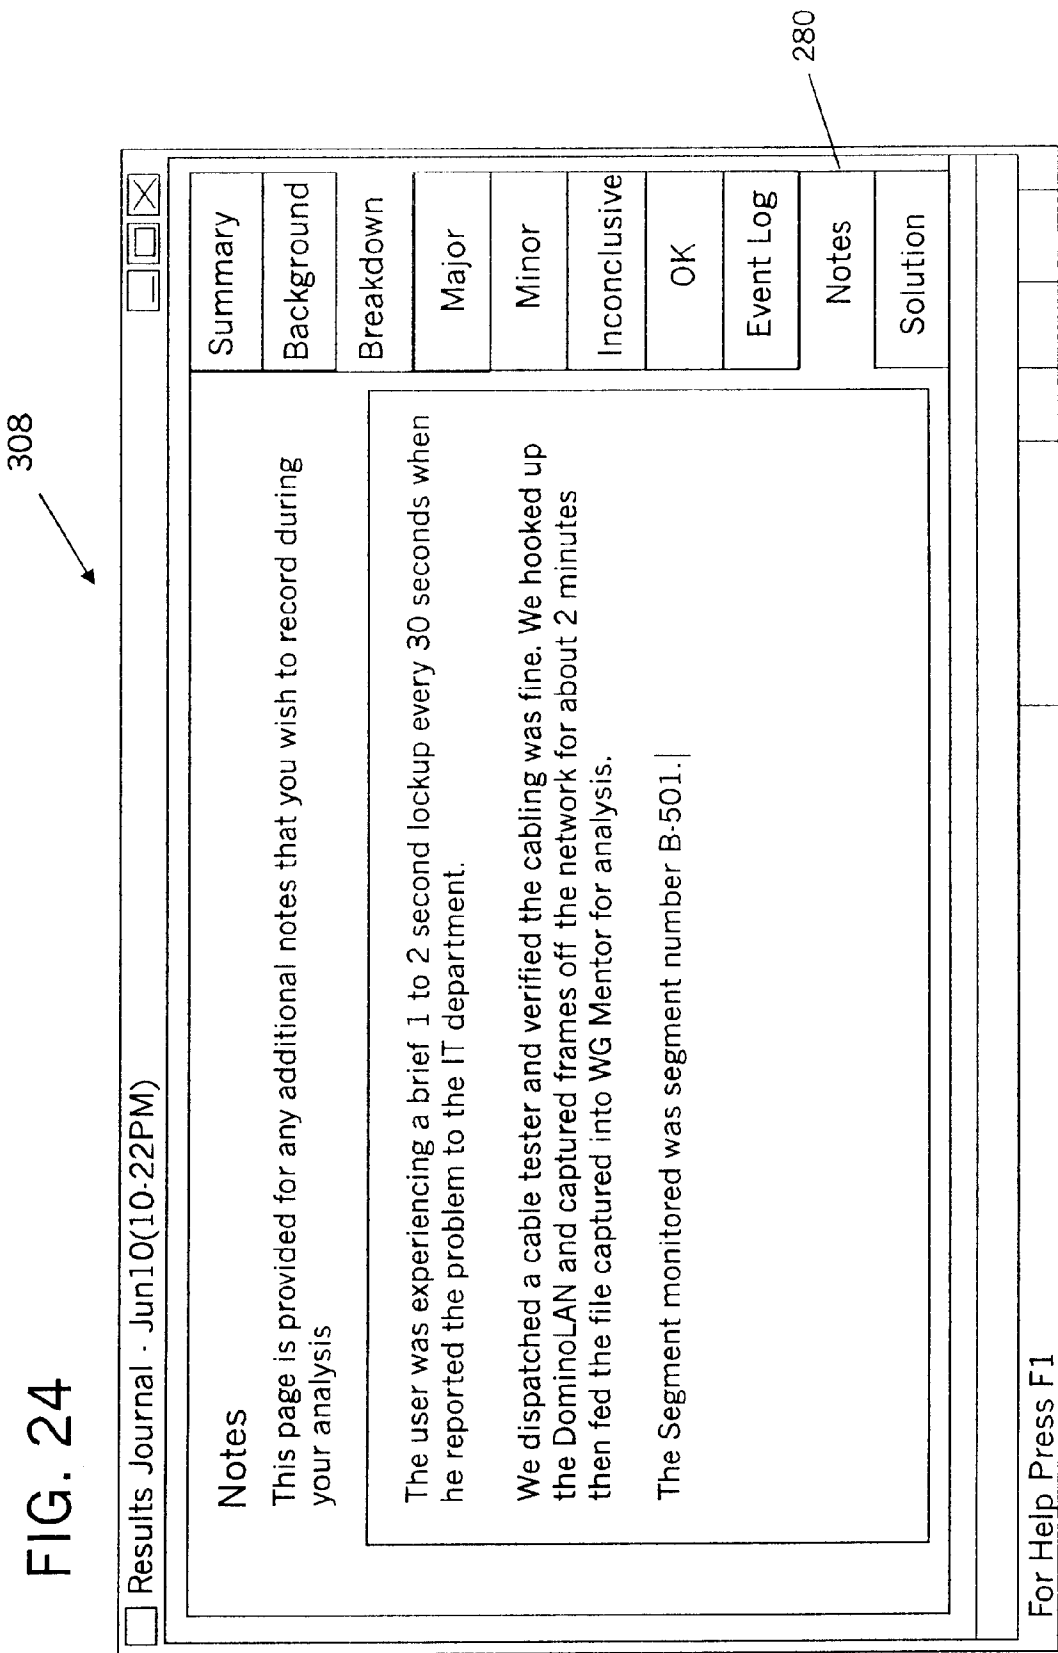 FIG. 24
308
Results Journal - Jun10(10-22PM)
Notes
This page is provided for any additional notes that you wish to record during
your analysis
The user was experiencing a brief 1 to 2 second lockup every 30 seconds when
he reported the problem to the IT department.
We dispatched a cable tester and verified the cabling was fine. We hooked up
the DominoLAN and captured frames off the network for about 2 minutes
then fed the file captured into WG Mentor for analysis.
The Segment monitored was segment number B-501.
Summary
Background
Breakdown
Major
Minor
Inconclusive
OK
Event Log
Notes
Solution
280
For Help Press F1